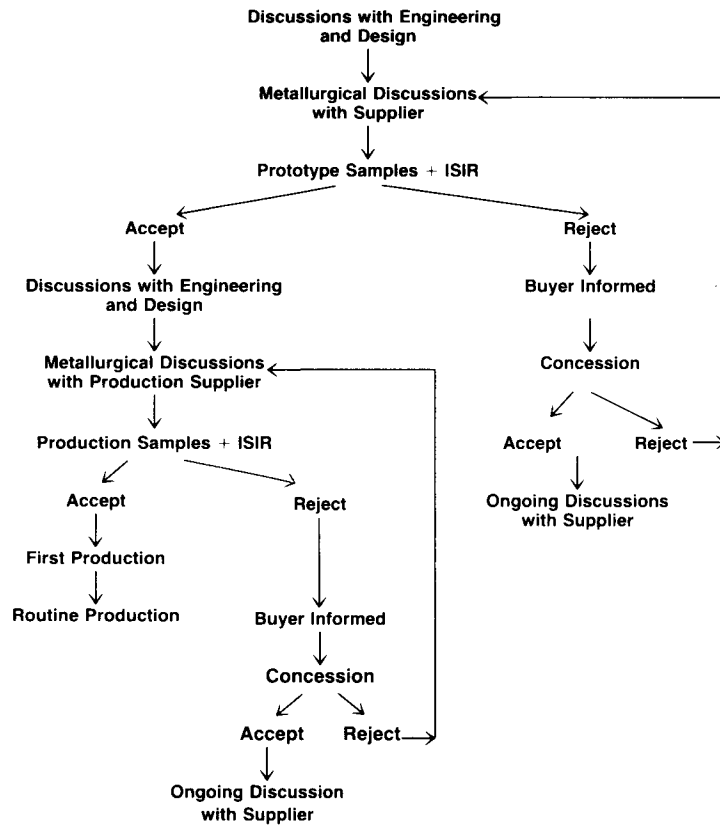 Discussions with Engineering
and Design
Metallurgical Discussions
with Supplier
Prototype Samples + ISIR
Accept
Reject
Discussions with Engineering
and Design
Buyer Informed
Metallurgical Discussions
with Production Supplier
Concession
Production Samples + ISIR
Accept
Reject
Accept
Reject
Ongoing Discussions
with Supplier
First Production
Routine Production
Buyer Informed
Concession
Accept
Reject
Ongoing Discussion
with Supplier